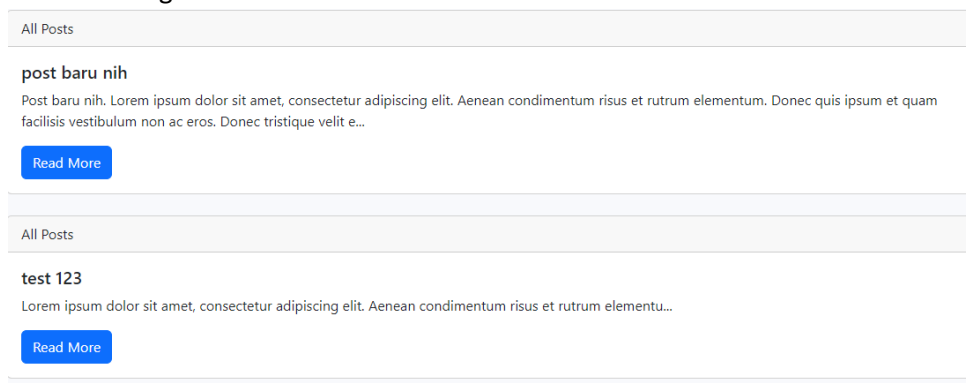 All Posts
post baru nih
Post baru nih. Lorem ipsum dolor sit amet, consectetur adipiscing elit. Aenean condimentum risus et rutrum elementum. Donec quis ipsum et quam
facilisis vestibulum non ac eros. Donec tristique velit e...
Read More
All Posts
test 123
Lorem ipsum dolor sit amet, consectetur adipiscing elit. Aenean condimentum risus et rutrum elementu...
Read More